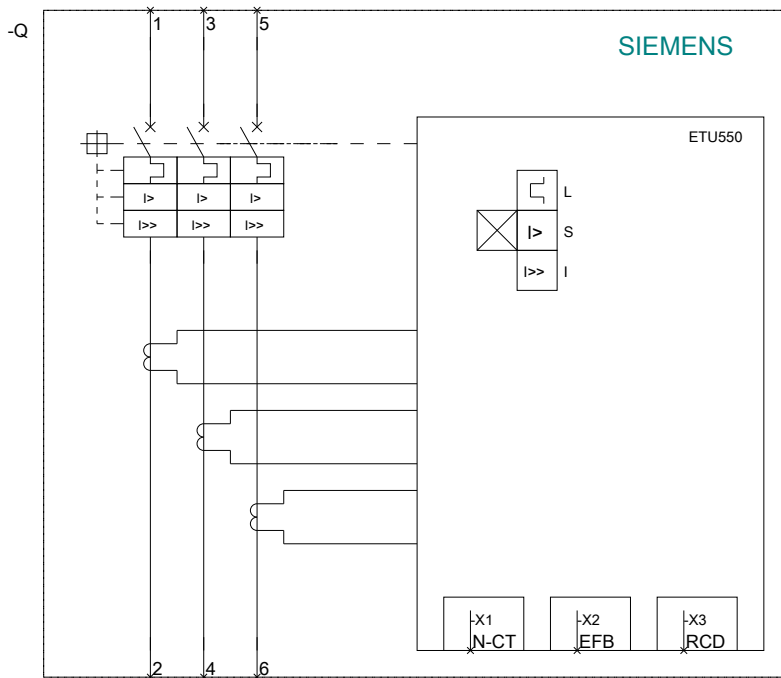 1 3 5
-Q
SIEMENS
ETU550
L
I> I> I> I> S
I>> I>> I>> I>> I
-X1 -X2 -X3
N-CT EFB RCD
2 4 6